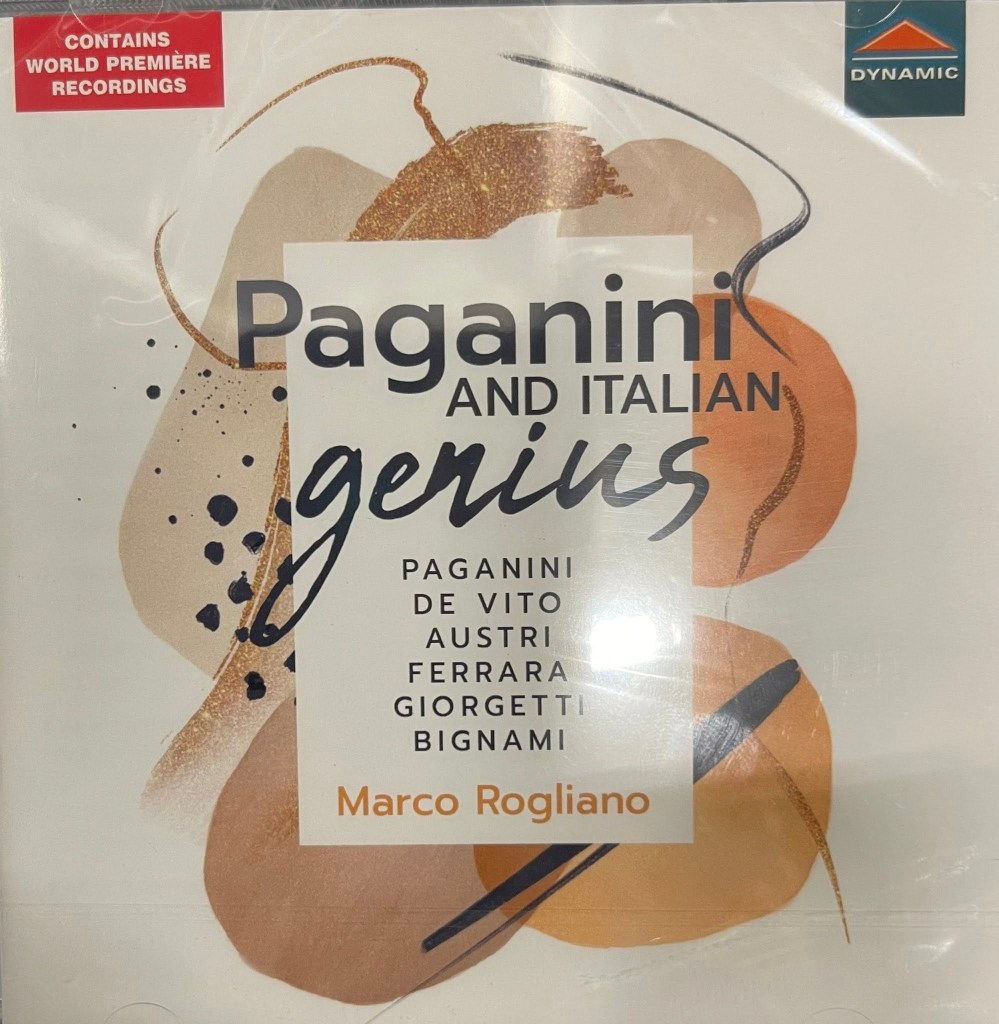 CONTAINS
WORLD PREMIÈRE
RECORDINGS
DYNAMIC
Paganini
AND ITALIAN
genius
PAGANINI
DE VITO
AUSTRI
FERRARA
GIORGETTI
BIGNAMI
Marco Rogliano